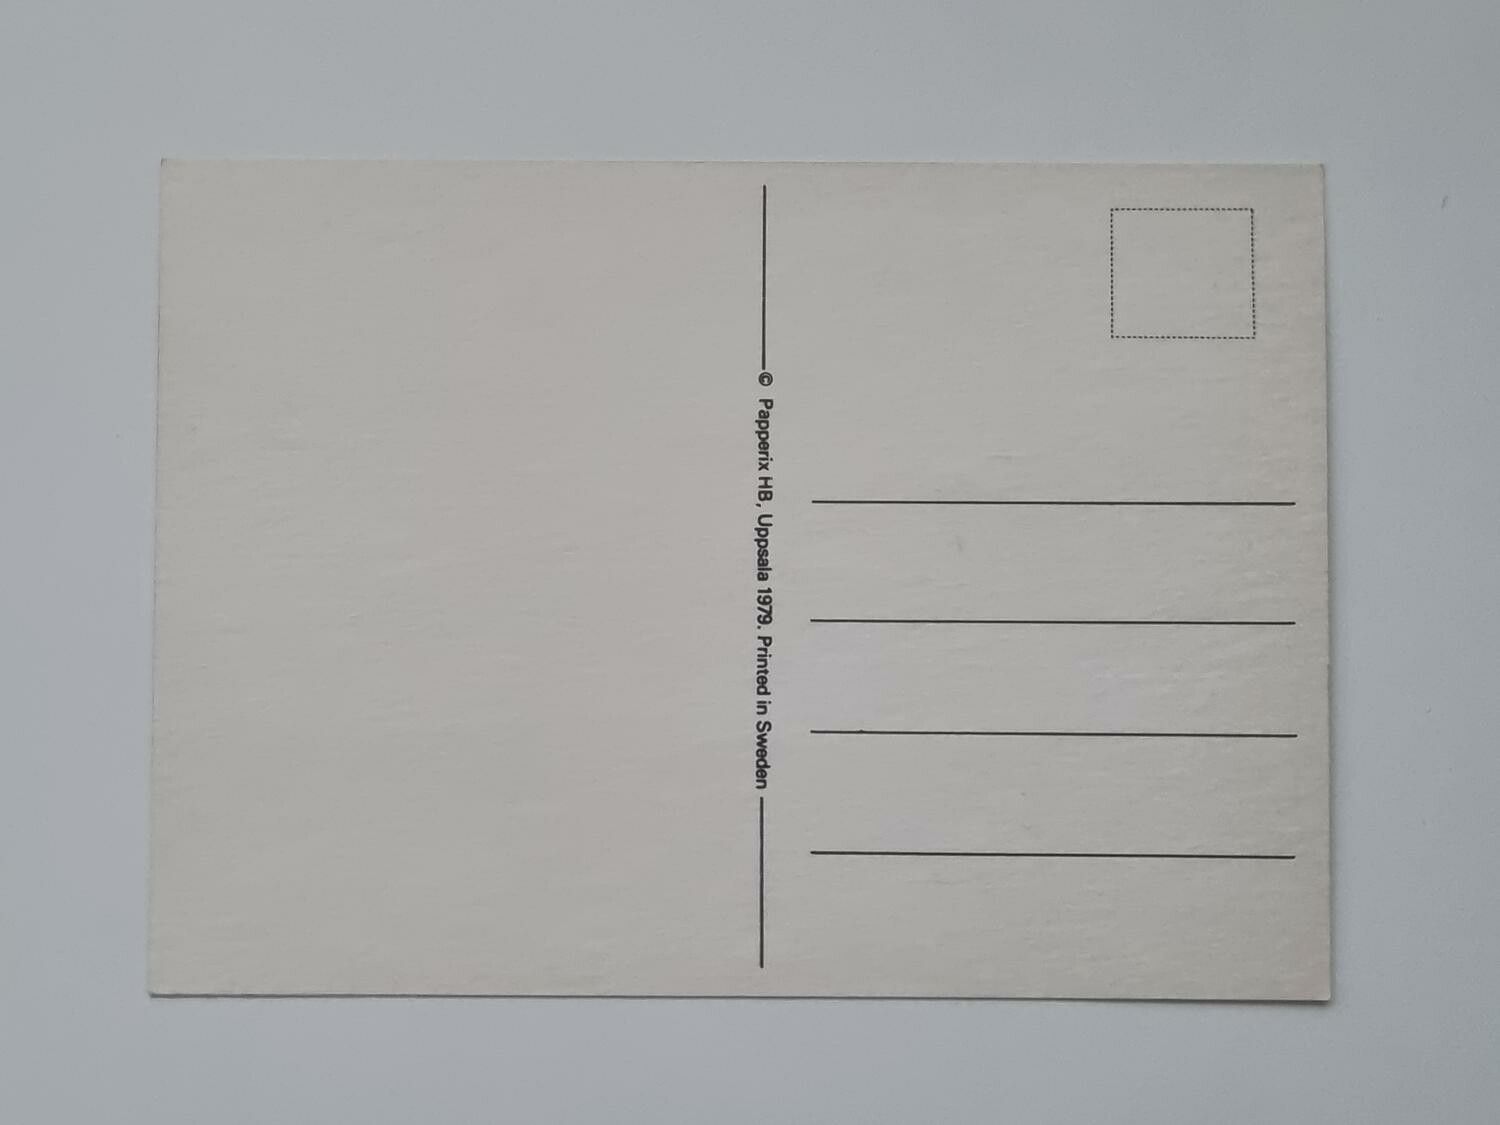 © Papperix HB, Uppsala 1979. Printed in Sweden